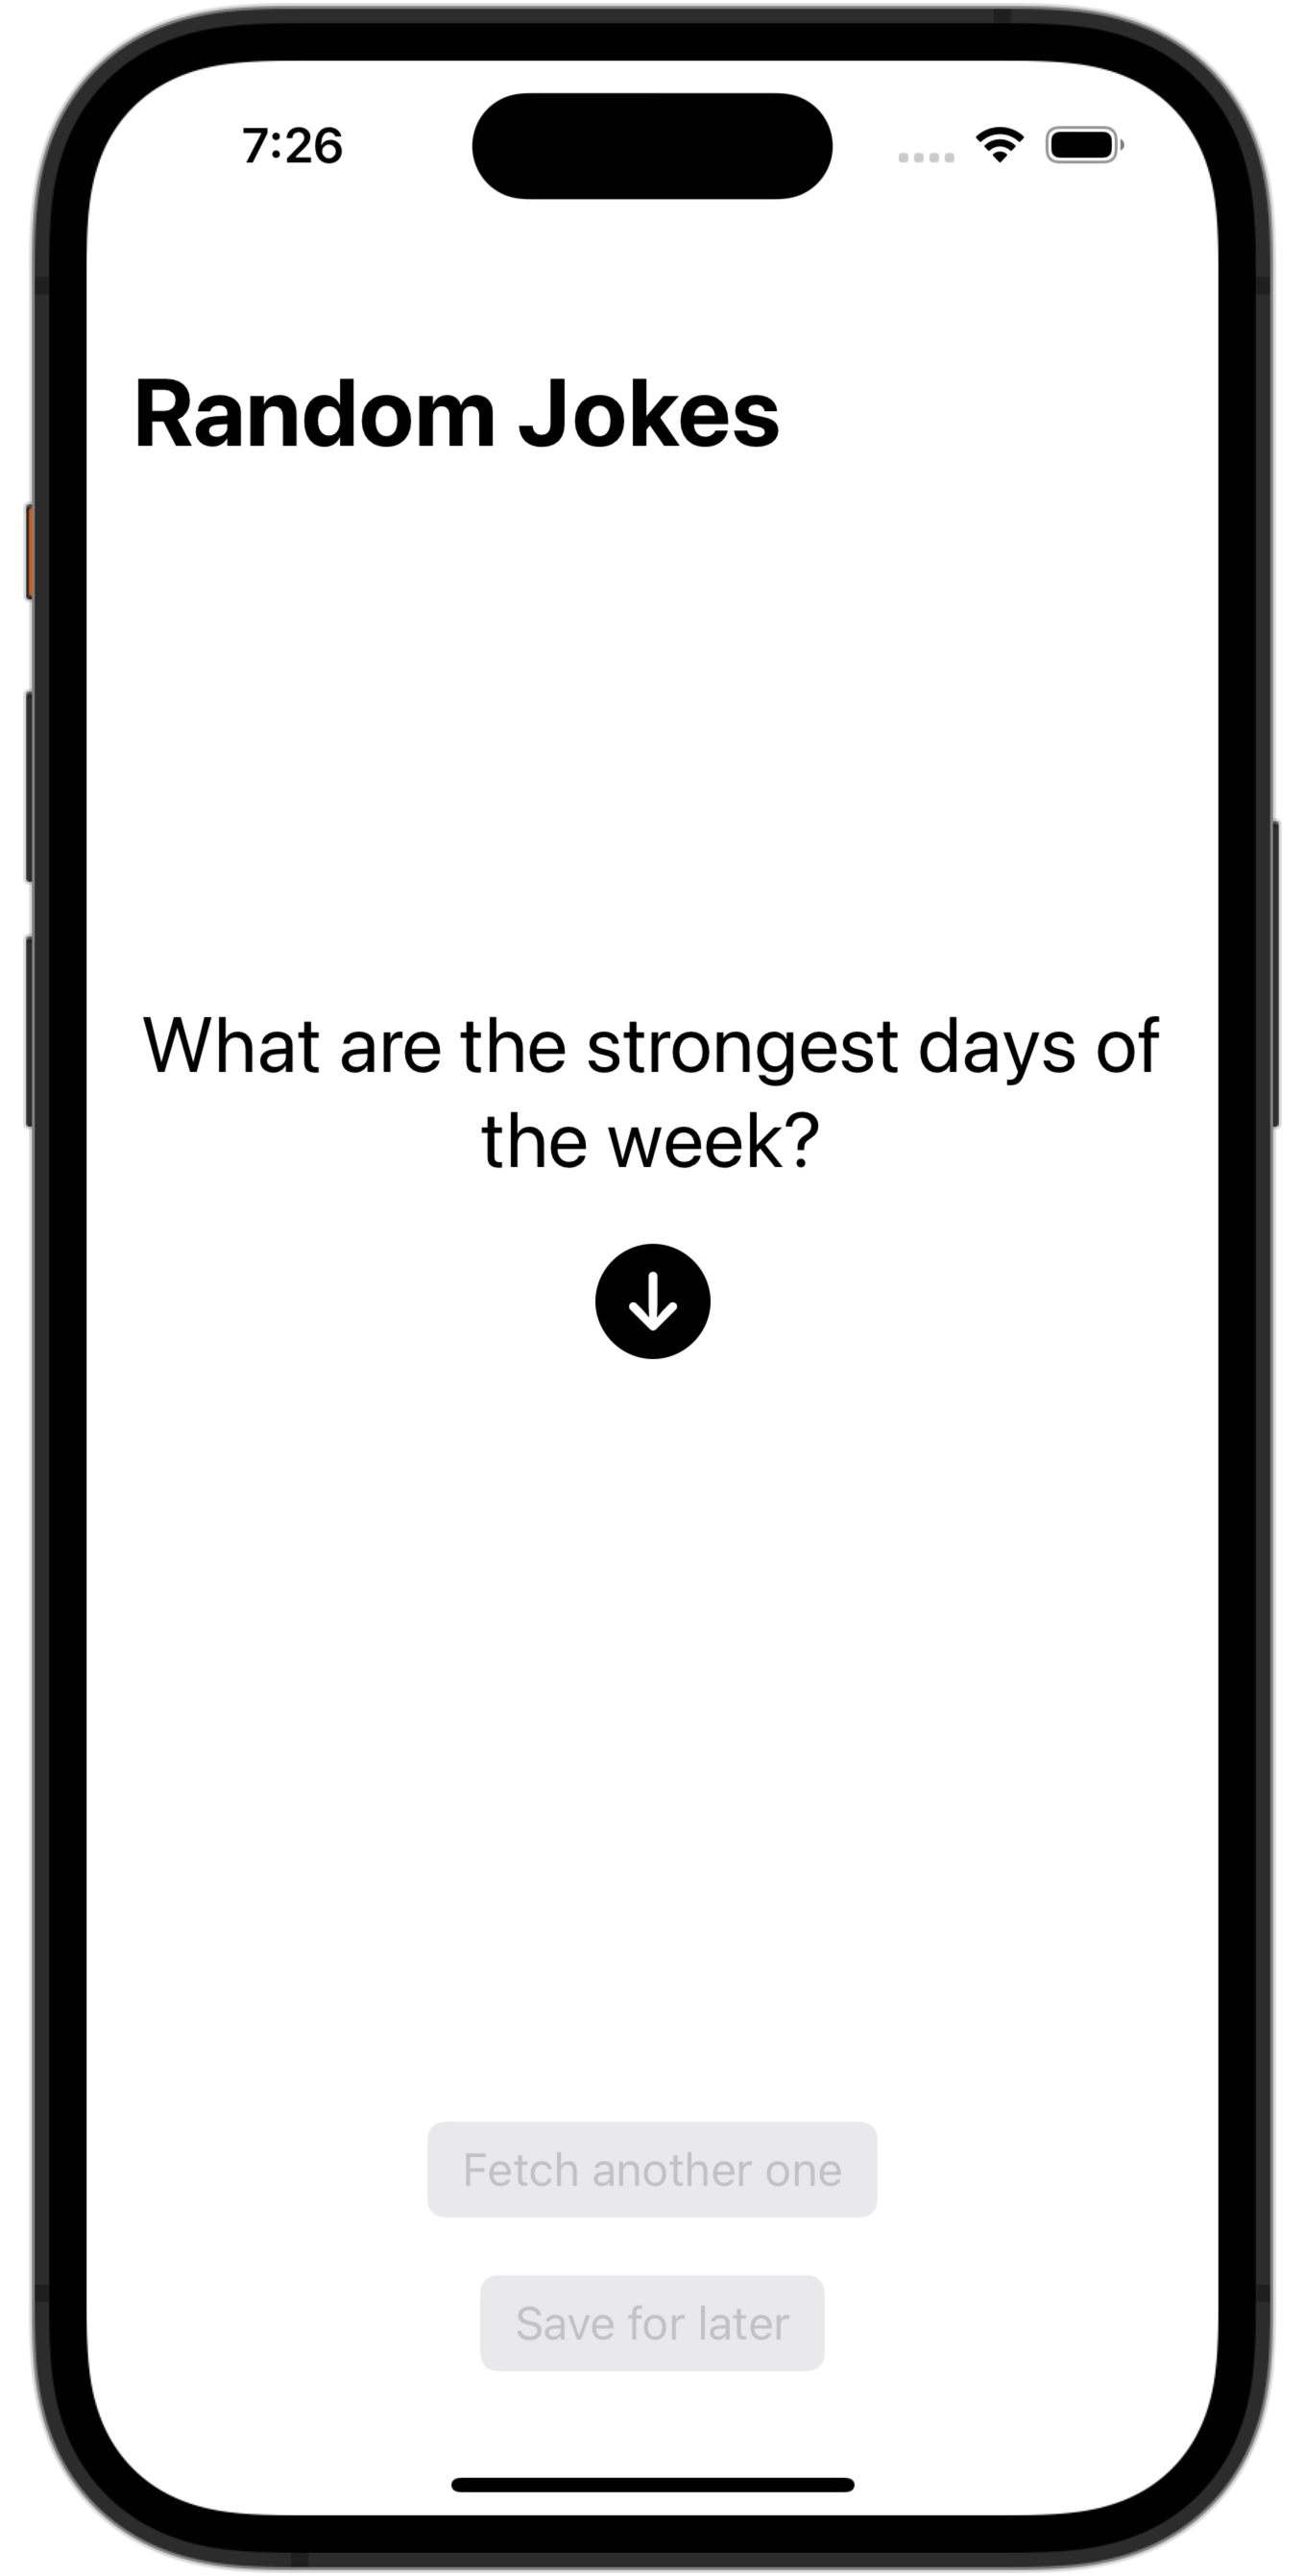 7:26
Random Jokes
What are the strongest days of
the week?
Fetch another one
Save for later